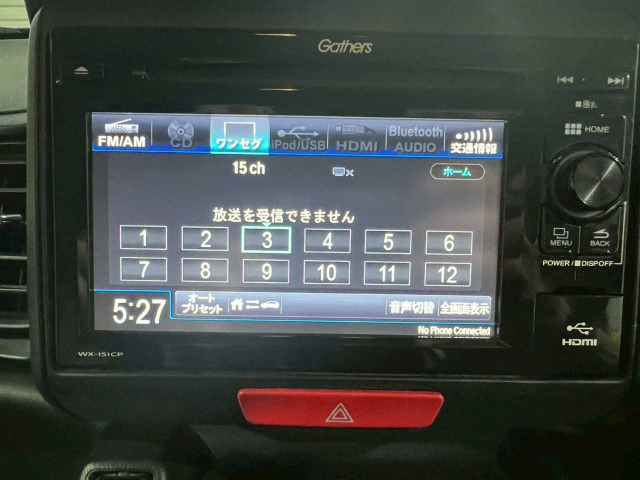 Gathers
HOME
FM/AM
CD
ワンセグ
iPod/USB
HDMI
Bluetooth
AUDIO
交通情報
15 ch
ホーム
放送を受信できません
1 2 3 4 5 6
7 8 9 10 11 12
MENU
BACK
POWER / DISP OFF
5:27
オート
プリセット
音声切替
全画面表示
No Phone Connected
HDMI
WX-151CP